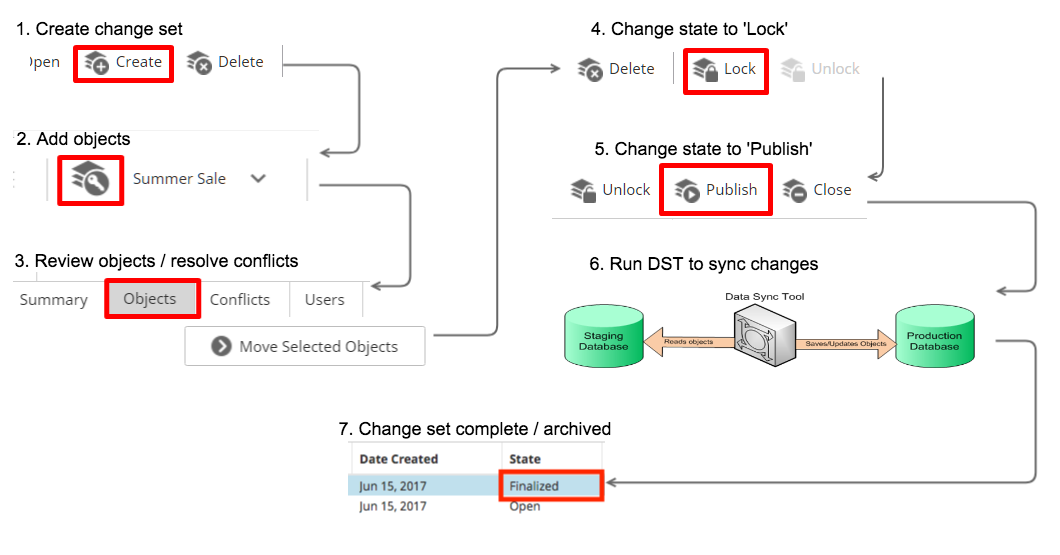 1. Create change set
Open Create Delete
2. Add objects
Summer Sale
3. Review objects / resolve conflicts
Summary Objects Conflicts Users
Move Selected Objects
4. Change state to 'Lock'
Delete Lock Unlock
5. Change state to 'Publish'
Unlock Publish Close
6. Run DST to sync changes
Data Sync Tool
Staging
Database
Reads objects
Saves/Updates Objects
Production
Database
7. Change set complete / archived
Date Created State
Jun 15, 2017 Finalized
Jun 15, 2017 Open